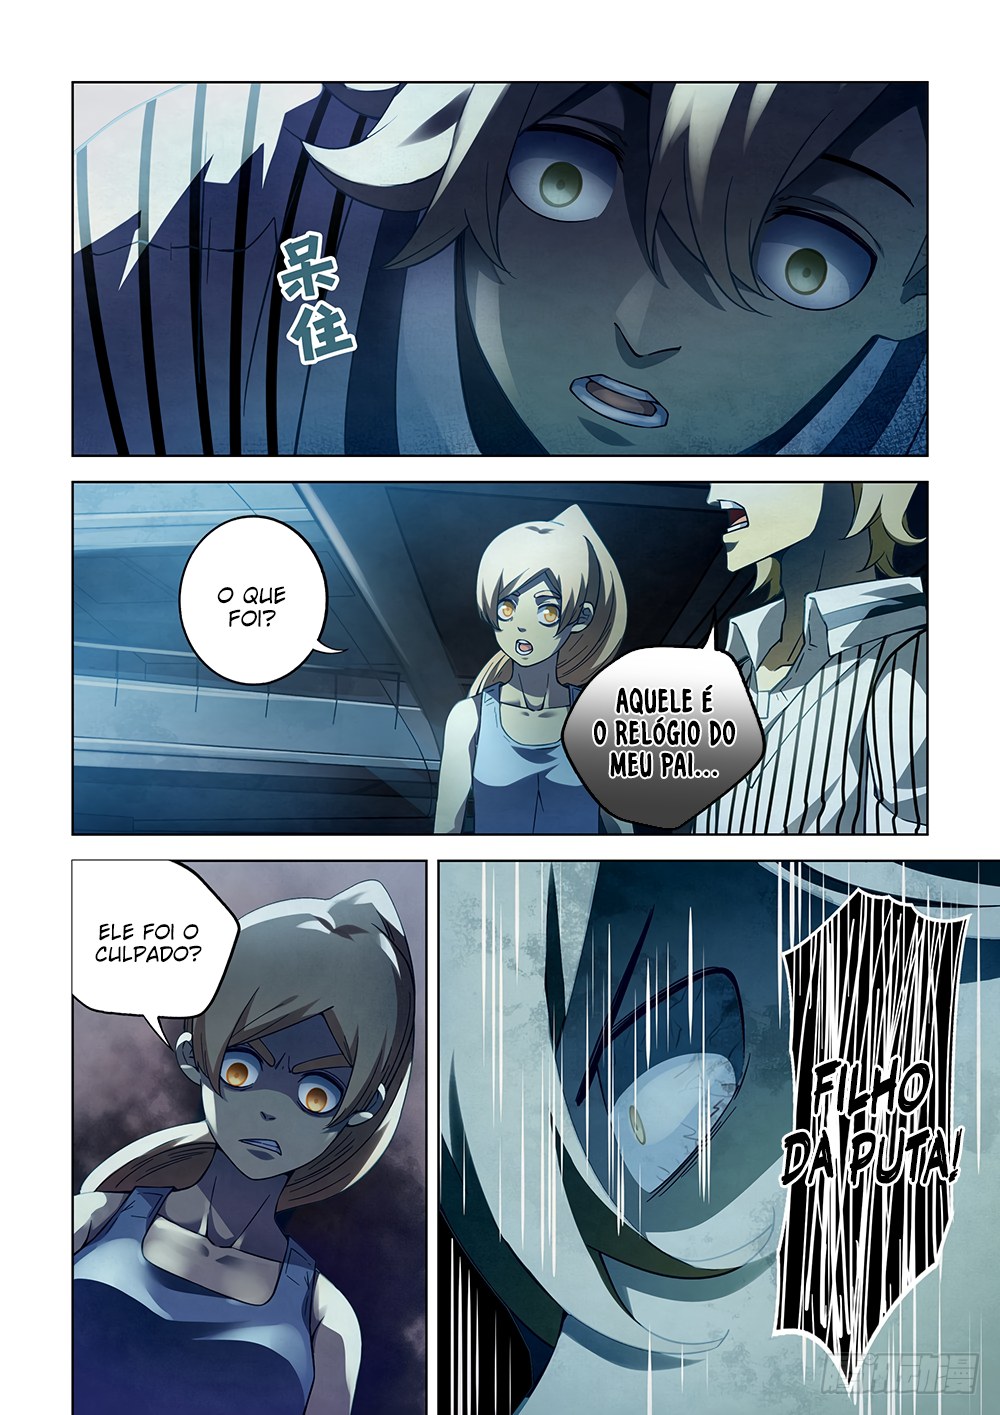 呆住
O QUE
FOI?
AQUELE É
O RELÓGIO DO
MEU PAI...
ELE FOI O
CULPADO?
FILHO
DA PUTA!